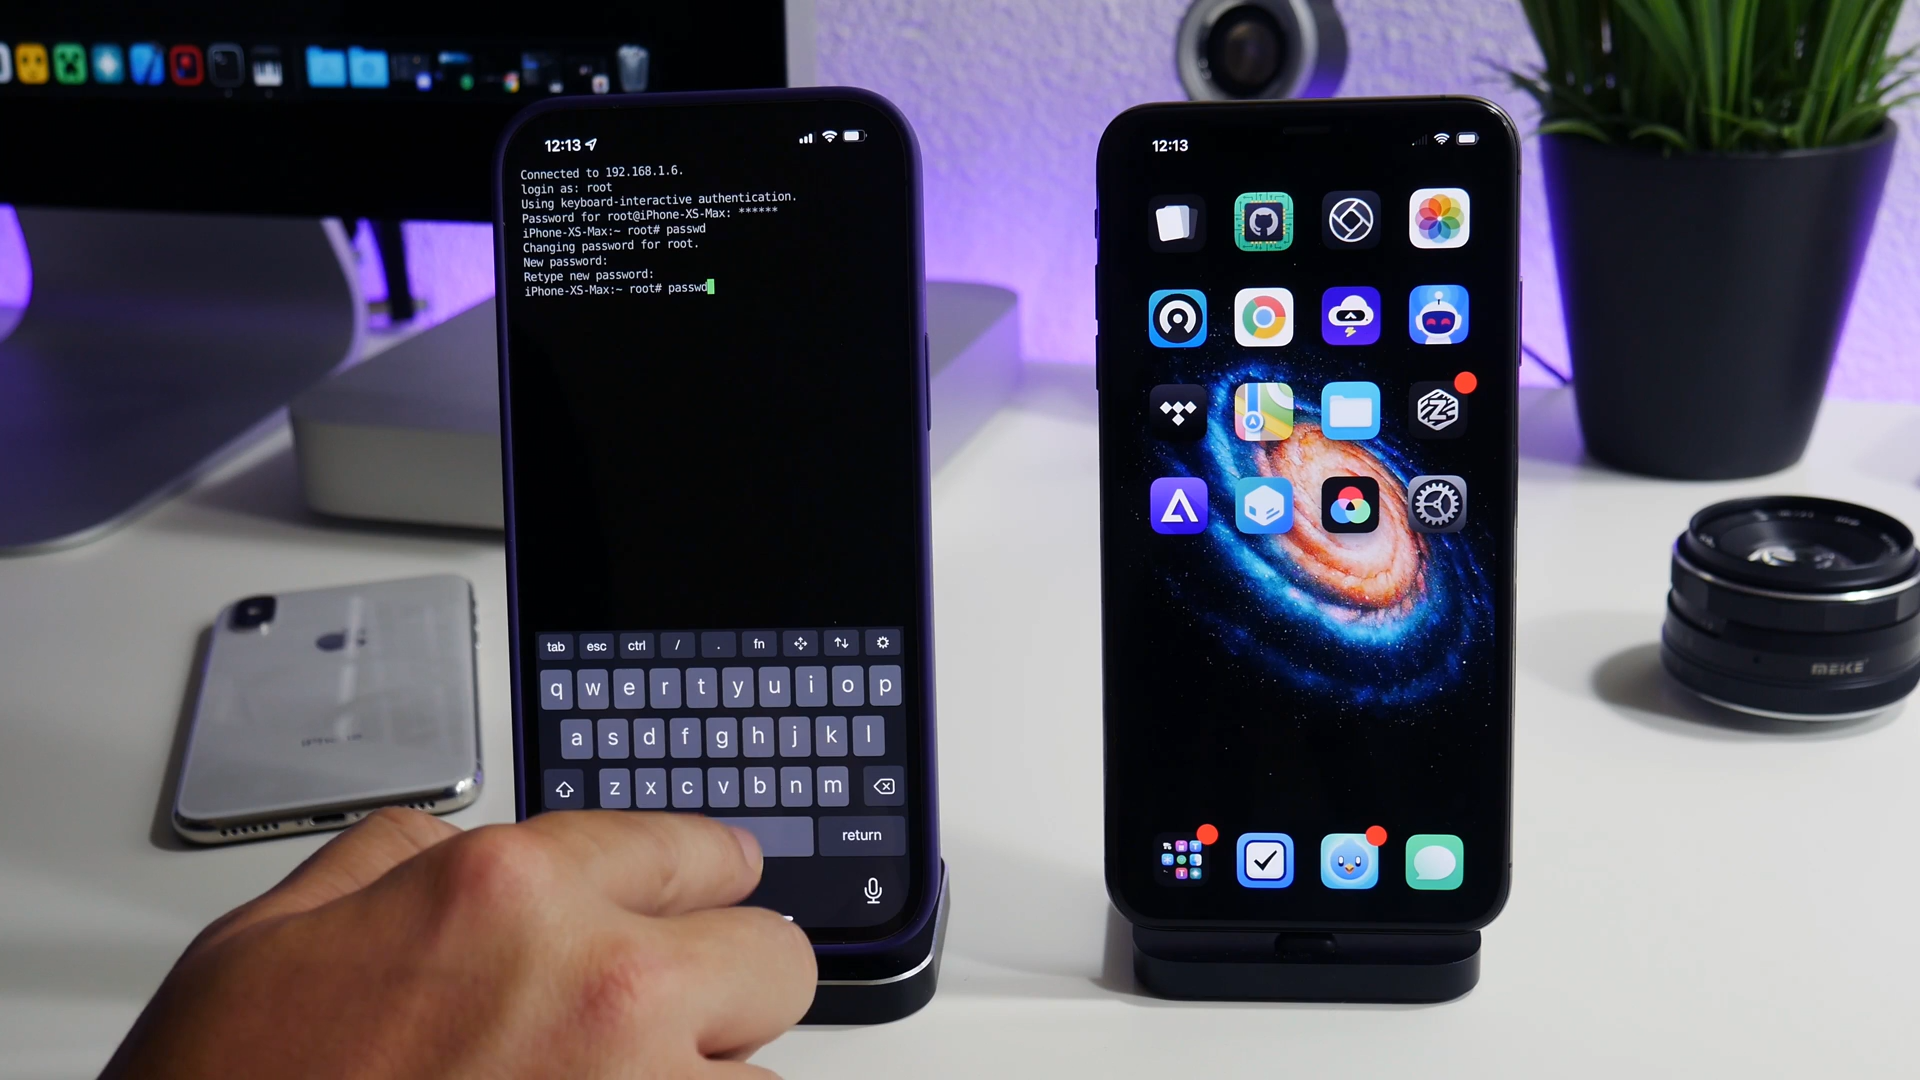 12:13
Connected to 192.168.1.6.
login as: root
Using keyboard-interactive authentication.
Password for root@iPhone-XS-Max: ******
iPhone-XS-Max:~ root# passwd
Changing password for root.
New password:
Retype new password:
iPhone-XS-Max:~ root# passwd
tab esc ctrl / . fn
q w e r t y u i o p
a s d f g h j k l
z x c v b n m
return
12:13
MEIKE
iPhone